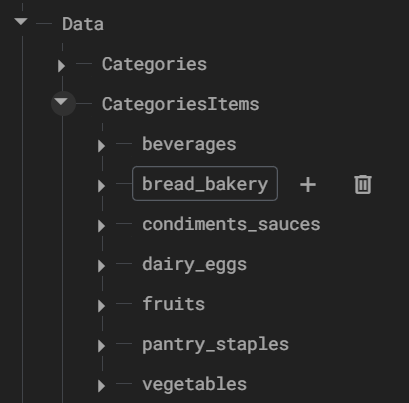 Data
Categories
CategoriesItems
beverages
bread_bakery
condiments_sauces
dairy_eggs
fruits
pantry_staples
vegetables